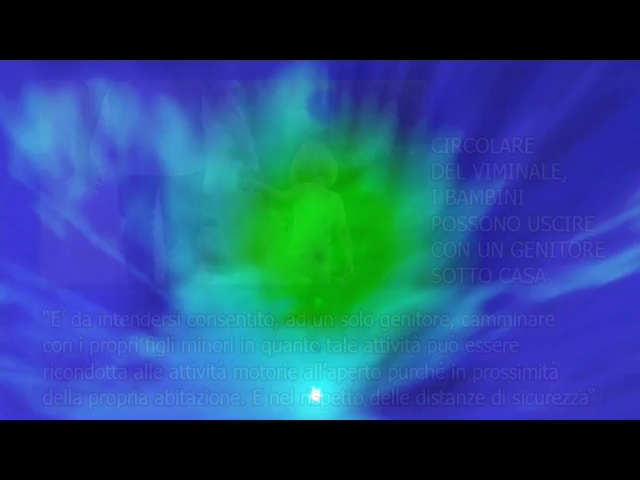 CIRCOLARE
DEL VIMINALE,
I BAMBINI
POSSONO USCIRE
CON UN GENITORE
SOTTO CASA
“E’ da intendersi consentito, ad un solo genitore, camminare
con i propri figli minori in quanto tale attività può essere
ricondotta alle attività motorie all’aperto purché in prossimità
della propria abitazione. E nel rispetto delle distanze di sicurezza“